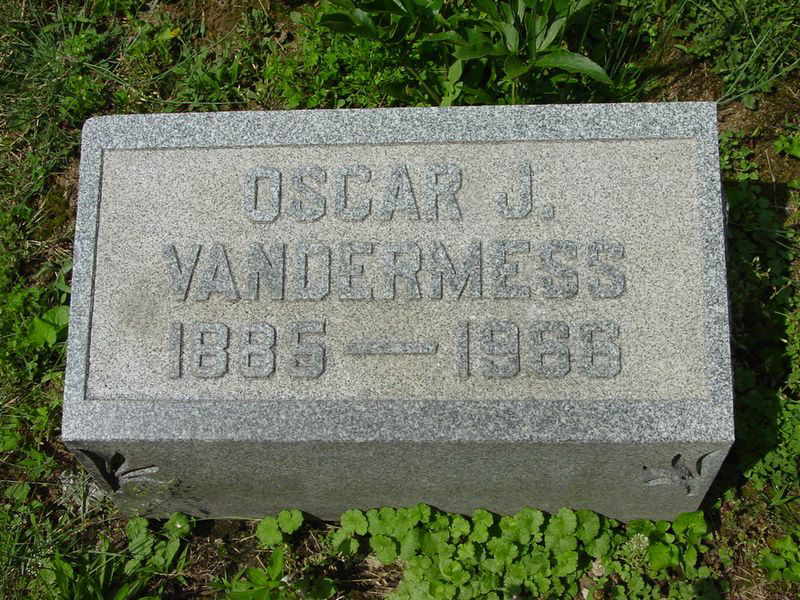 OSCAR J.
VANDERMESS
1885 — 1966